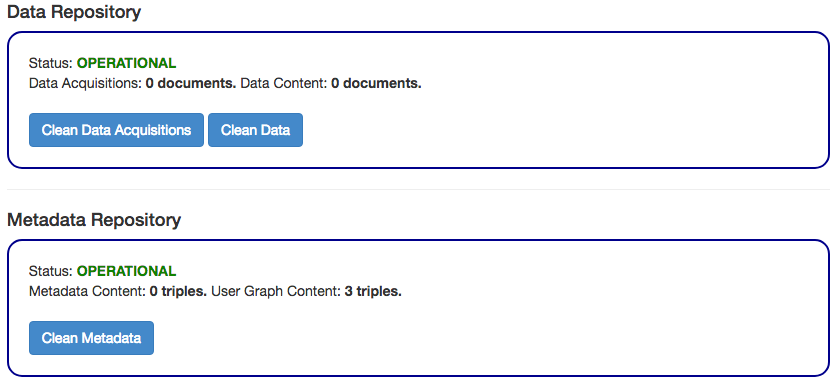 Data Repository
Status: OPERATIONAL
Data Acquisitions: 0 documents. Data Content: 0 documents.
Clean Data Acquisitions Clean Data
Metadata Repository
Status: OPERATIONAL
Metadata Content: 0 triples. User Graph Content: 3 triples.
Clean Metadata